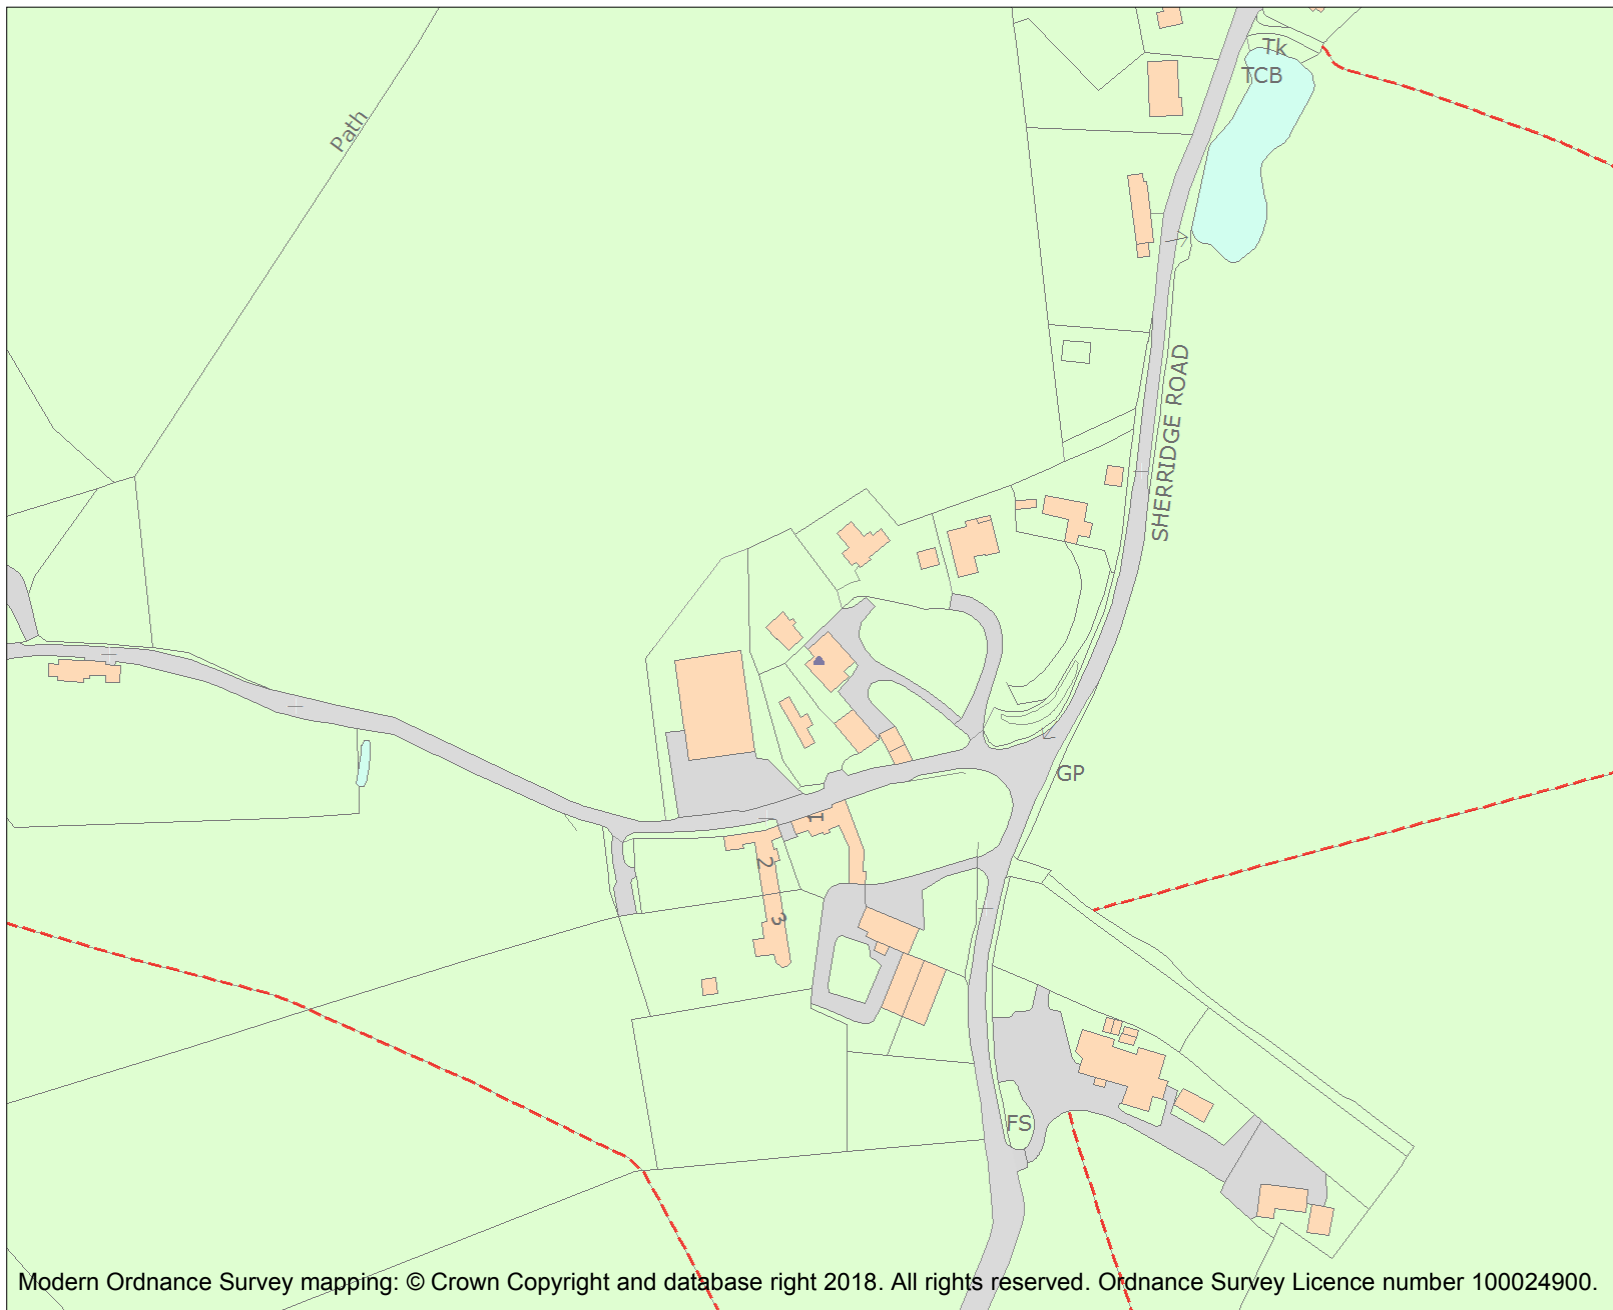 Tk
TCB
Path
SHERRIDGE ROAD
GP
1
2
3
FS
Modern Ordnance Survey mapping: © Crown Copyright and database right 2018. All rights reserved. Ordnance Survey Licence number 100024900.